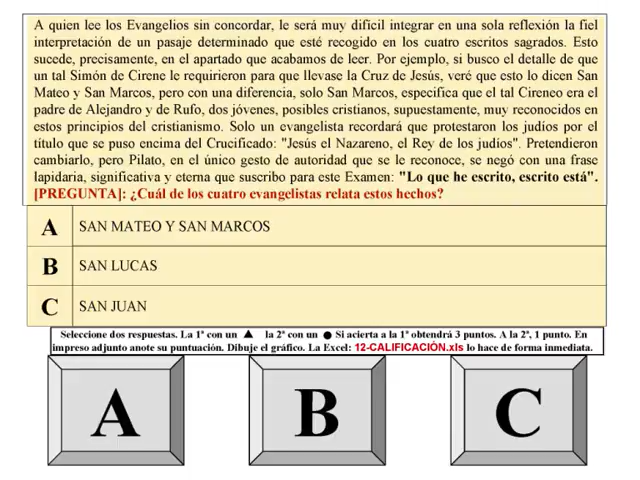 A quien lee los Evangelios sin concordar, le será muy difícil integrar en una sola reflexión la fiel
interpretación de un pasaje determinado que esté recogido en los cuatro escritos sagrados. Esto
sucede, precisamente, en el apartado que acabamos de leer. Por ejemplo, si busco el detalle de que
un tal Simón de Cirene le requirieron para que llevase la Cruz de Jesús, veré que esto lo dicen San
Mateo y San Marcos, pero con una diferencia, solo San Marcos, especifica que el tal Cireneo era el
padre de Alejandro y de Rufo, dos jóvenes, posibles cristianos, supuestamente, muy reconocidos en
estos principios del cristianismo. Solo un evangelista recordará que protestaron los judíos por el
título que se puso encima del Crucificado: "Jesús el Nazareno, el Rey de los judíos". Pretendieron
cambiarlo, pero Pilato, en el único gesto de autoridad que se le reconoce, se negó con una frase
lapidaria, significativa y eterna que suscribo para este Examen: "Lo que he escrito, escrito está".
[PREGUNTA]: ¿Cuál de los cuatro evangelistas relata estos hechos?
A SAN MATEO Y SAN MARCOS
B SAN LUCAS
C SAN JUAN
Seleccione dos respuestas. La 1ª con un ▲ la 2ª con un ● Si acierta a la 1ª obtendrá 3 puntos. A la 2ª, 1 punto. En
impreso adjunto anote su puntuación. Dibuje el gráfico. La Excel: 12-CALIFICACIÓN.xls lo hace de forma inmediata.
A B C